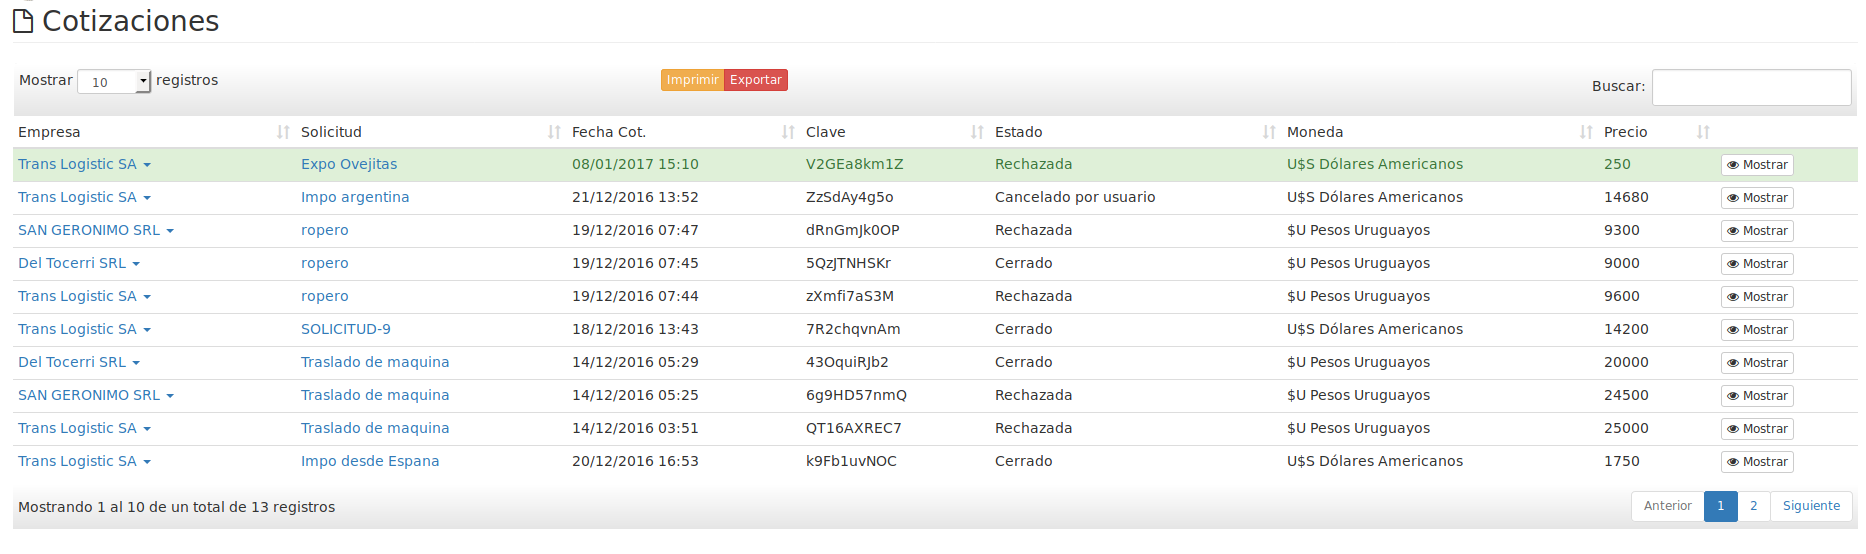 Cotizaciones
Mostrar 10 registros Imprimir Exportar Buscar:
Empresa Solicitud Fecha Cot. Clave Estado Moneda Precio
Trans Logistic SA Expo Ovejitas 08/01/2017 15:10 V2GEa8km1Z Rechazada U$S Dólares Americanos 250 Mostrar
Trans Logistic SA Impo argentina 21/12/2016 13:52 ZzSdAy4g5o Cancelado por usuario U$S Dólares Americanos 14680 Mostrar
SAN GERONIMO SRL ropero 19/12/2016 07:47 dRnGmJk0OP Rechazada $U Pesos Uruguayos 9300 Mostrar
Del Tocerri SRL ropero 19/12/2016 07:45 5QzJTNHSKr Cerrado $U Pesos Uruguayos 9000 Mostrar
Trans Logistic SA ropero 19/12/2016 07:44 zXmfi7aS3M Rechazada $U Pesos Uruguayos 9600 Mostrar
Trans Logistic SA SOLICITUD-9 18/12/2016 13:43 7R2chqvnAm Cerrado U$S Dólares Americanos 14200 Mostrar
Del Tocerri SRL Traslado de maquina 14/12/2016 05:29 43OquiRJb2 Cerrado $U Pesos Uruguayos 20000 Mostrar
SAN GERONIMO SRL Traslado de maquina 14/12/2016 05:25 6g9HD57nmQ Rechazada $U Pesos Uruguayos 24500 Mostrar
Trans Logistic SA Traslado de maquina 14/12/2016 03:51 QT16AXREC7 Rechazada $U Pesos Uruguayos 25000 Mostrar
Trans Logistic SA Impo desde Espana 20/12/2016 16:53 k9Fb1uvNOC Cerrado U$S Dólares Americanos 1750 Mostrar
Mostrando 1 al 10 de un total de 13 registros Anterior 1 2 Siguiente